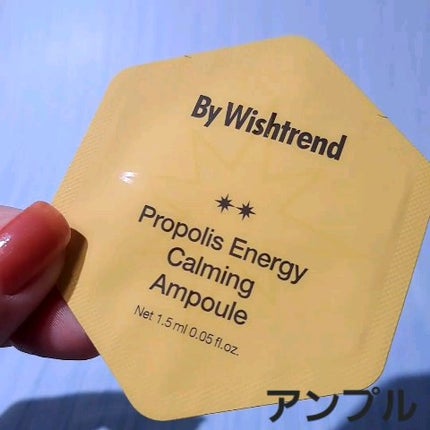 By Wishtrend
Propolis Energy
Calming
Ampoule
Net 1.5 ml 0.05 fl.oz.
アンプル